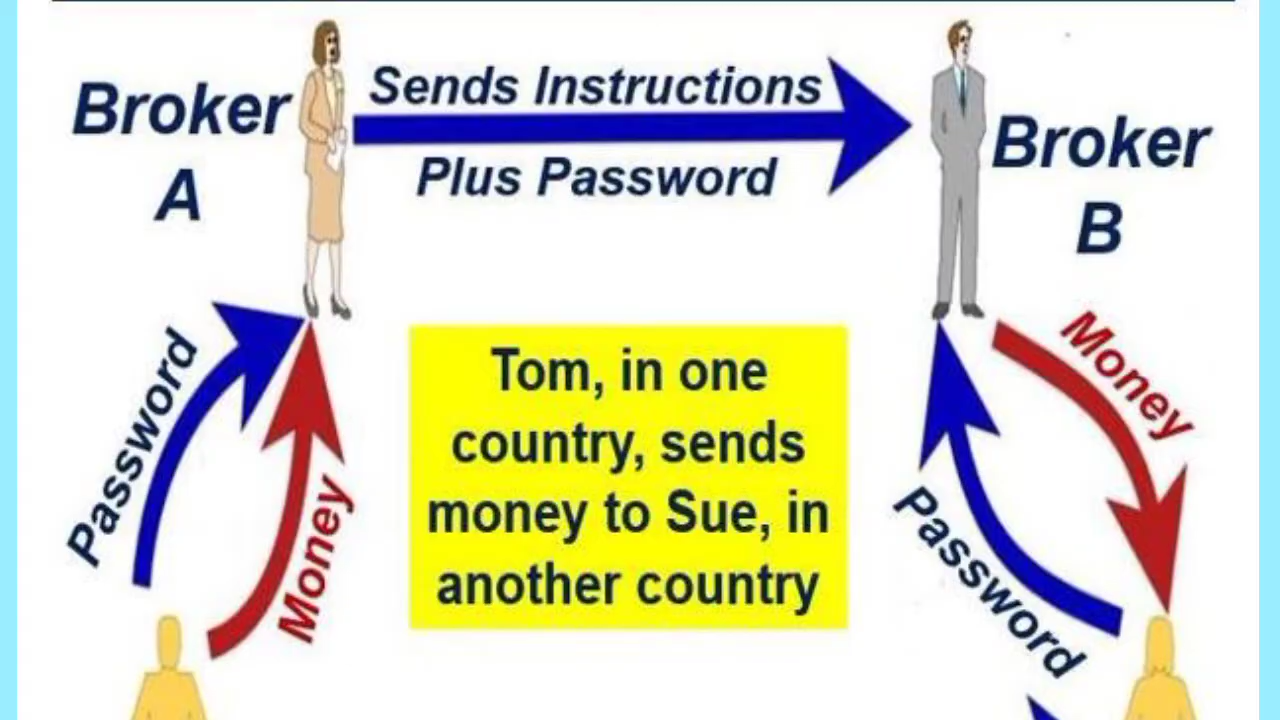 Broker
A
Sends Instructions
Plus Password
Broker
B
Password
Money
Tom, in one
country, sends
money to Sue, in
another country
Money
Password